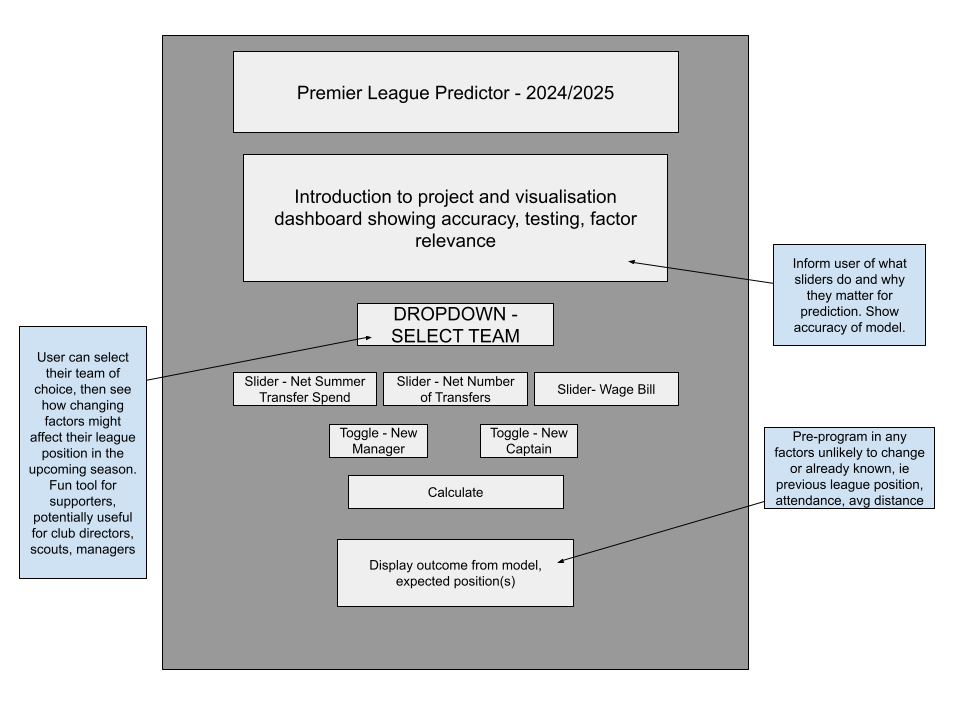 Premier League Predictor - 2024/2025
Introduction to project and visualisation
dashboard showing accuracy, testing, factor
relevance
Inform user of what
sliders do and why
they matter for
prediction. Show
accuracy of model.
DROPDOWN -
SELECT TEAM
User can select
their team of
choice, then see
how changing
factors might
affect their league
position in the
upcoming season.
Fun tool for
supporters,
potentially useful
for club directors,
scouts, managers
Slider - Net Summer
Transfer Spend
Slider - Net Number
of Transfers
Slider- Wage Bill
Toggle - New
Manager
Toggle - New
Captain
Pre-program in any
factors unlikely to change
or already known, ie
previous league position,
attendance, avg distance
Calculate
Display outcome from model,
expected position(s)